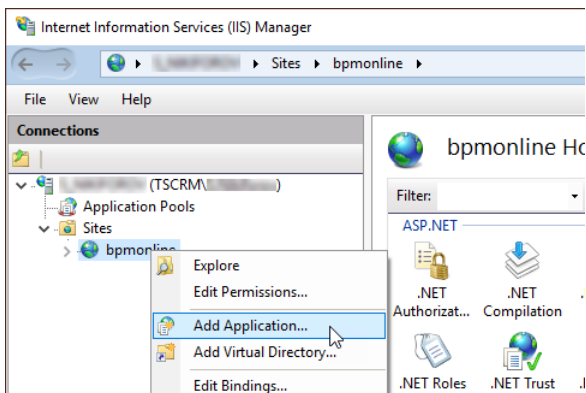 Internet Information Services (IIS) Manager
Sites bpmonline
File View Help
Connections
(TSCRM\ )
Application Pools
Sites
bpmonline
Explore
Edit Permissions...
Add Application...
Add Virtual Directory...
Edit Bindings...
bpmonline Ho
Filter:
ASP.NET
.NET Authorizat...
.NET Compilation
.NET Roles
.NET Trust